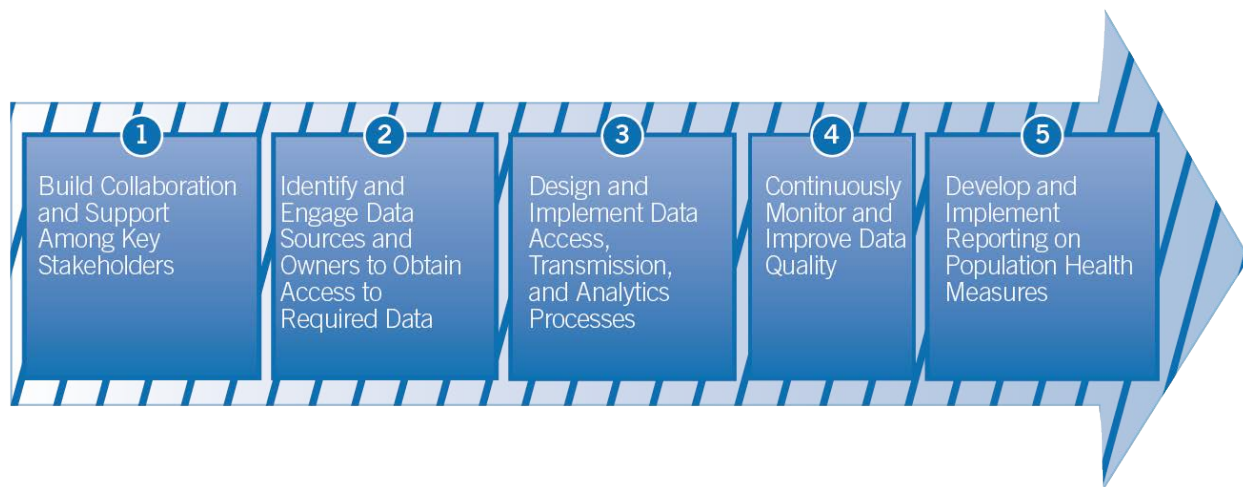 1
Build Collaboration
and Support
Among Key
Stakeholders
2
Identify and
Engage Data
Sources and
Owners to Obtain
Access to
Required Data
3
Design and
Implement Data
Access,
Transmission,
and Analytics
Processes
4
Continuously
Monitor and
Improve Data
Quality
5
Develop and
Implement
Reporting on
Population Health
Measures